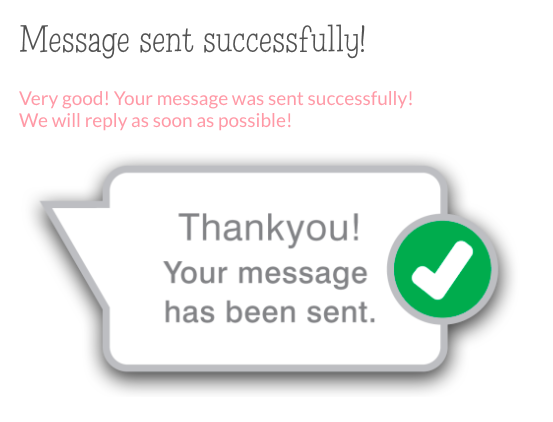 Message sent successfully!
Very good! Your message was sent successfully!
We will reply as soon as possible!
Thankyou!
Your message
has been sent.